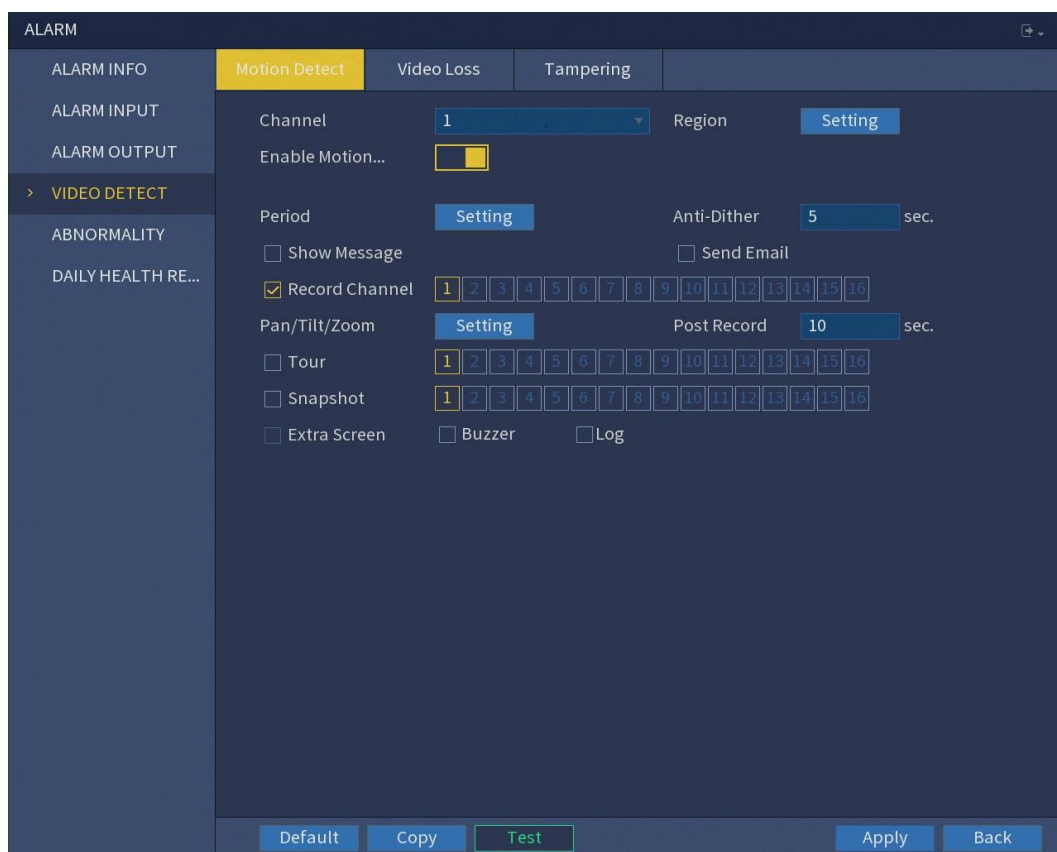 ALARM
ALARM INFO
ALARM INPUT
ALARM OUTPUT
> VIDEO DETECT
ABNORMALITY
DAILY HEALTH RE...
Motion Detect Video Loss Tampering
Channel 1 Region Setting
Enable Motion...
Period Setting Anti-Dither 5 sec.
Show Message Send Email
Record Channel 1 2 3 4 5 6 7 8 9 10 11 12 13 14 15 16
Pan/Tilt/Zoom Setting Post Record 10 sec.
Tour 1 2 3 4 5 6 7 8 9 10 11 12 13 14 15 16
Snapshot 1 2 3 4 5 6 7 8 9 10 11 12 13 14 15 16
Extra Screen Buzzer Log
Default Copy Test Apply Back